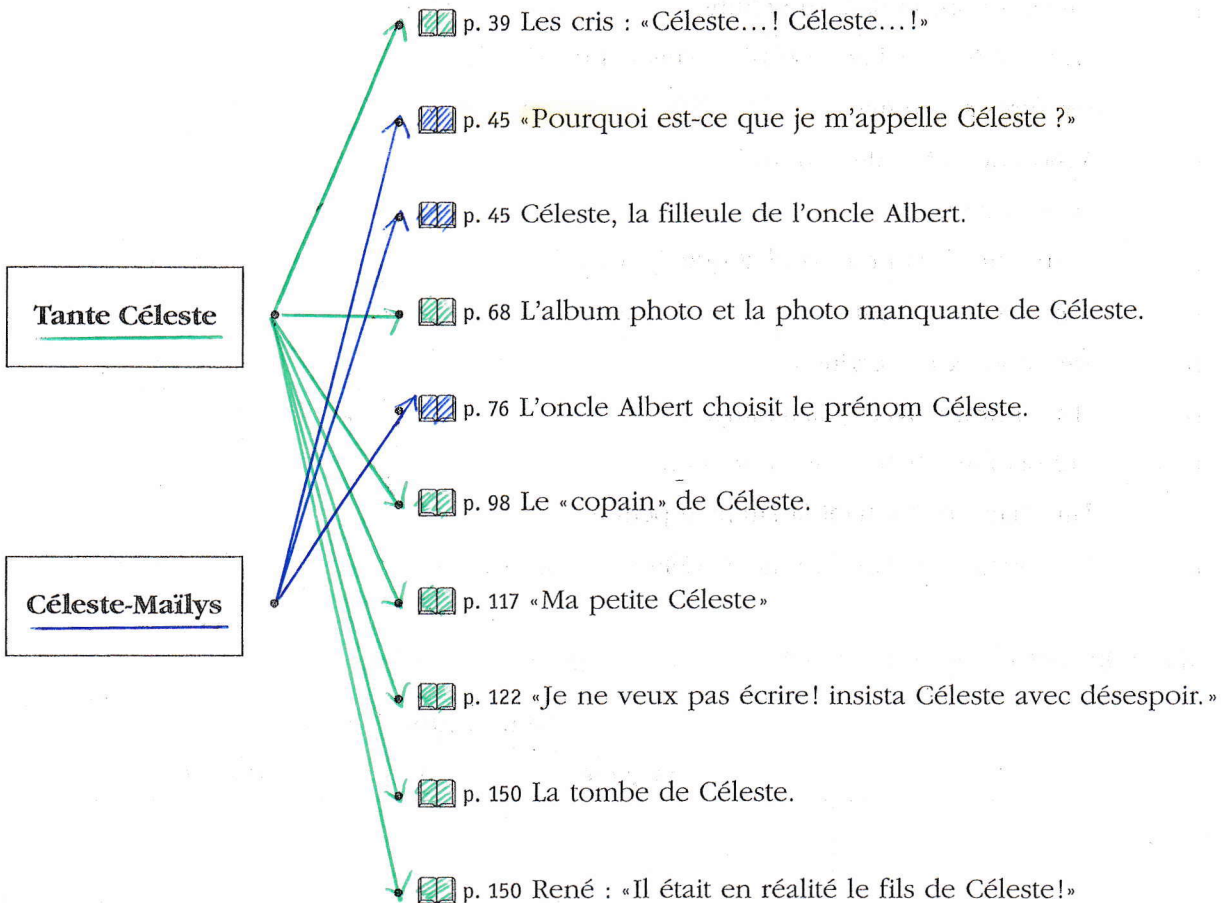 p. 39 Les cris : «Céleste...! Céleste...!»
p. 45 «Pourquoi est-ce que je m'appelle Céleste ?»
p. 45 Céleste, la filleule de l'oncle Albert.
Tante Céleste
p. 68 L'album photo et la photo manquante de Céleste.
p. 76 L'oncle Albert choisit le prénom Céleste.
p. 98 Le «copain» de Céleste.
Céleste-Maïlys
p. 117 «Ma petite Céleste»
p. 122 «Je ne veux pas écrire! insista Céleste avec désespoir.»
p. 150 La tombe de Céleste.
p. 150 René : «Il était en réalité le fils de Céleste!»